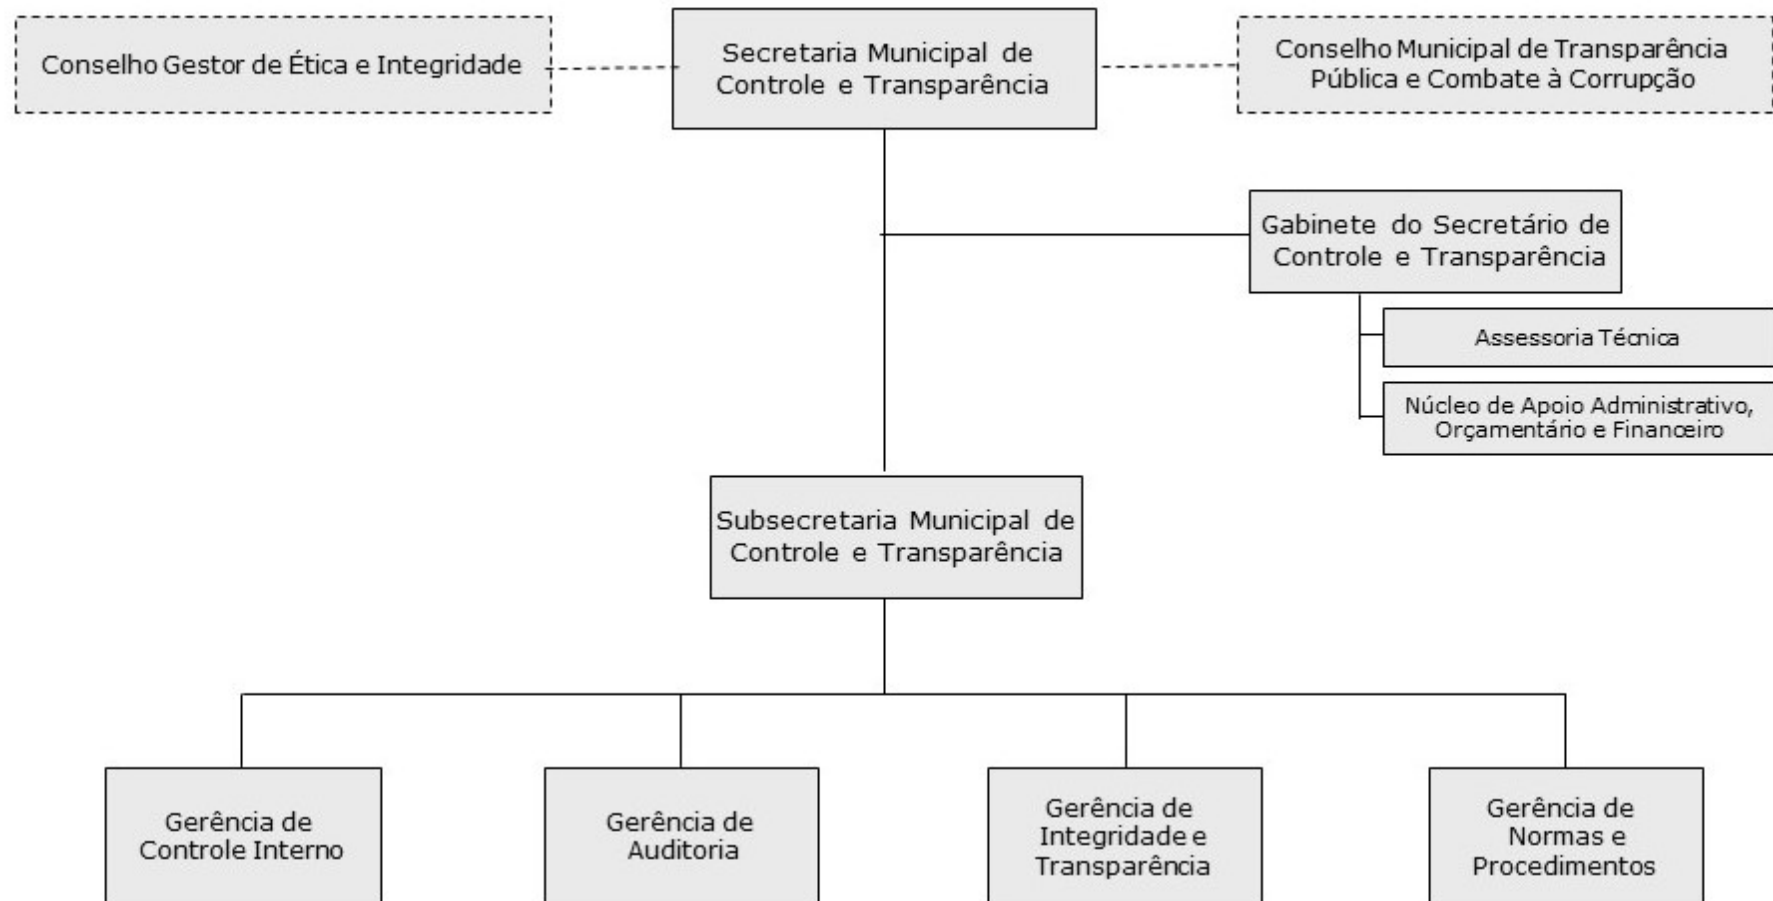 Conselho Gestor de Ética e Integridade
Secretaria Municipal de
Controle e Transparência
Conselho Municipal de Transparência
Pública e Combate à Corrupção
Gabinete do Secretário de
Controle e Transparência
Assessoria Técnica
Núcleo de Apoio Administrativo,
Orçamentário e Financeiro
Subsecretaria Municipal de
Controle e Transparência
Gerência de
Controle Interno
Gerência de
Auditoria
Gerência de
Integridade e
Transparência
Gerência de
Normas e
Procedimentos